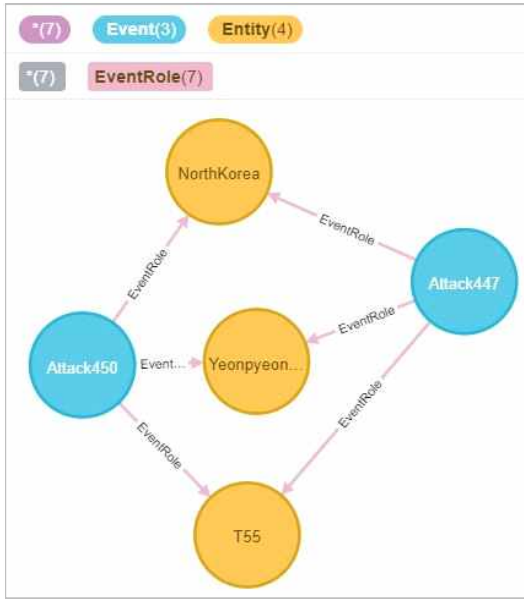 *(7) Event(3) Entity(4)
*(7) EventRole(7)
NorthKorea
EventRole
Attack447
EventRole
EventRole
Attack450
Event...
Yeonpyeon...
EventRole
EventRole
T55